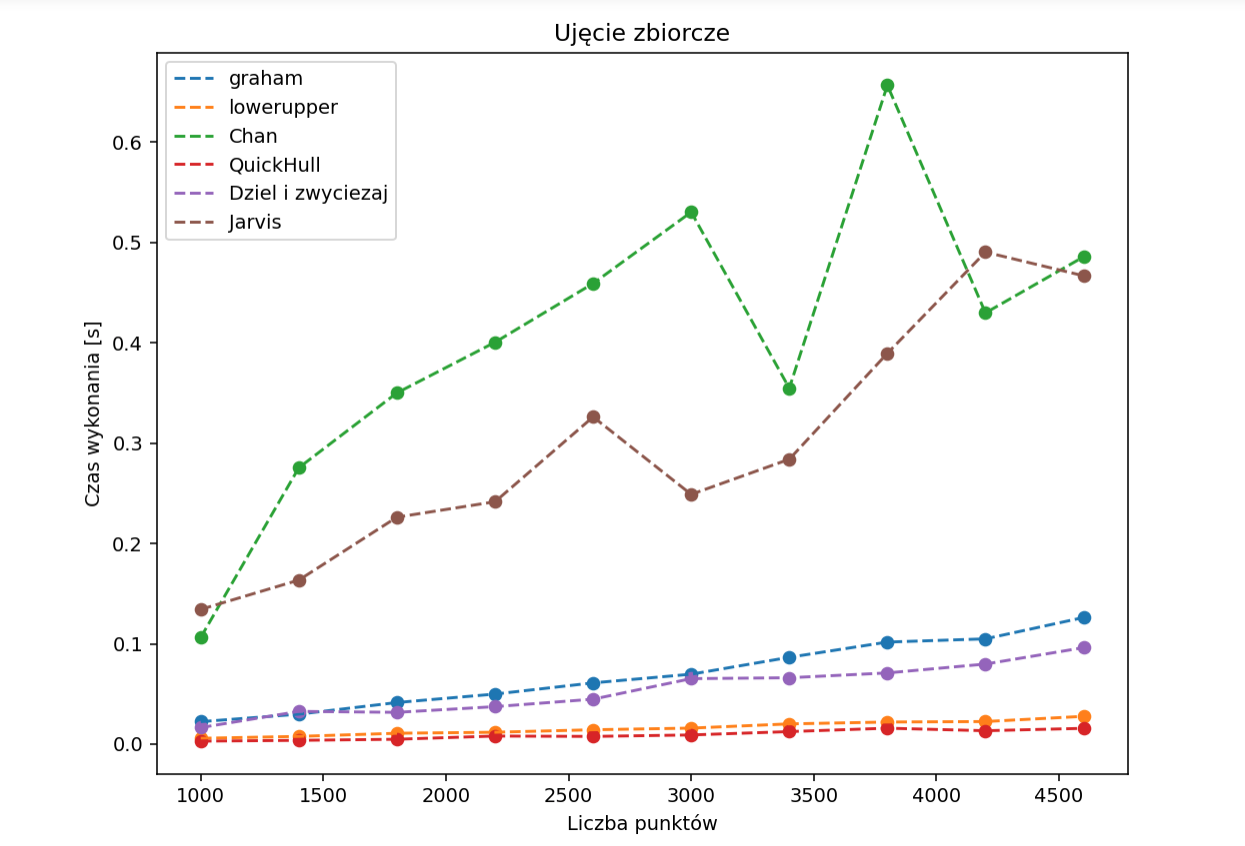 Ujęcie zbiorcze
graham
lowerupper
Chan
QuickHull
Dziel i zwyciezaj
Jarvis
0.6
0.5
0.4
0.3
0.2
0.1
0.0
Czas wykonania [s]
1000 1500 2000 2500 3000 3500 4000 4500
Liczba punktów